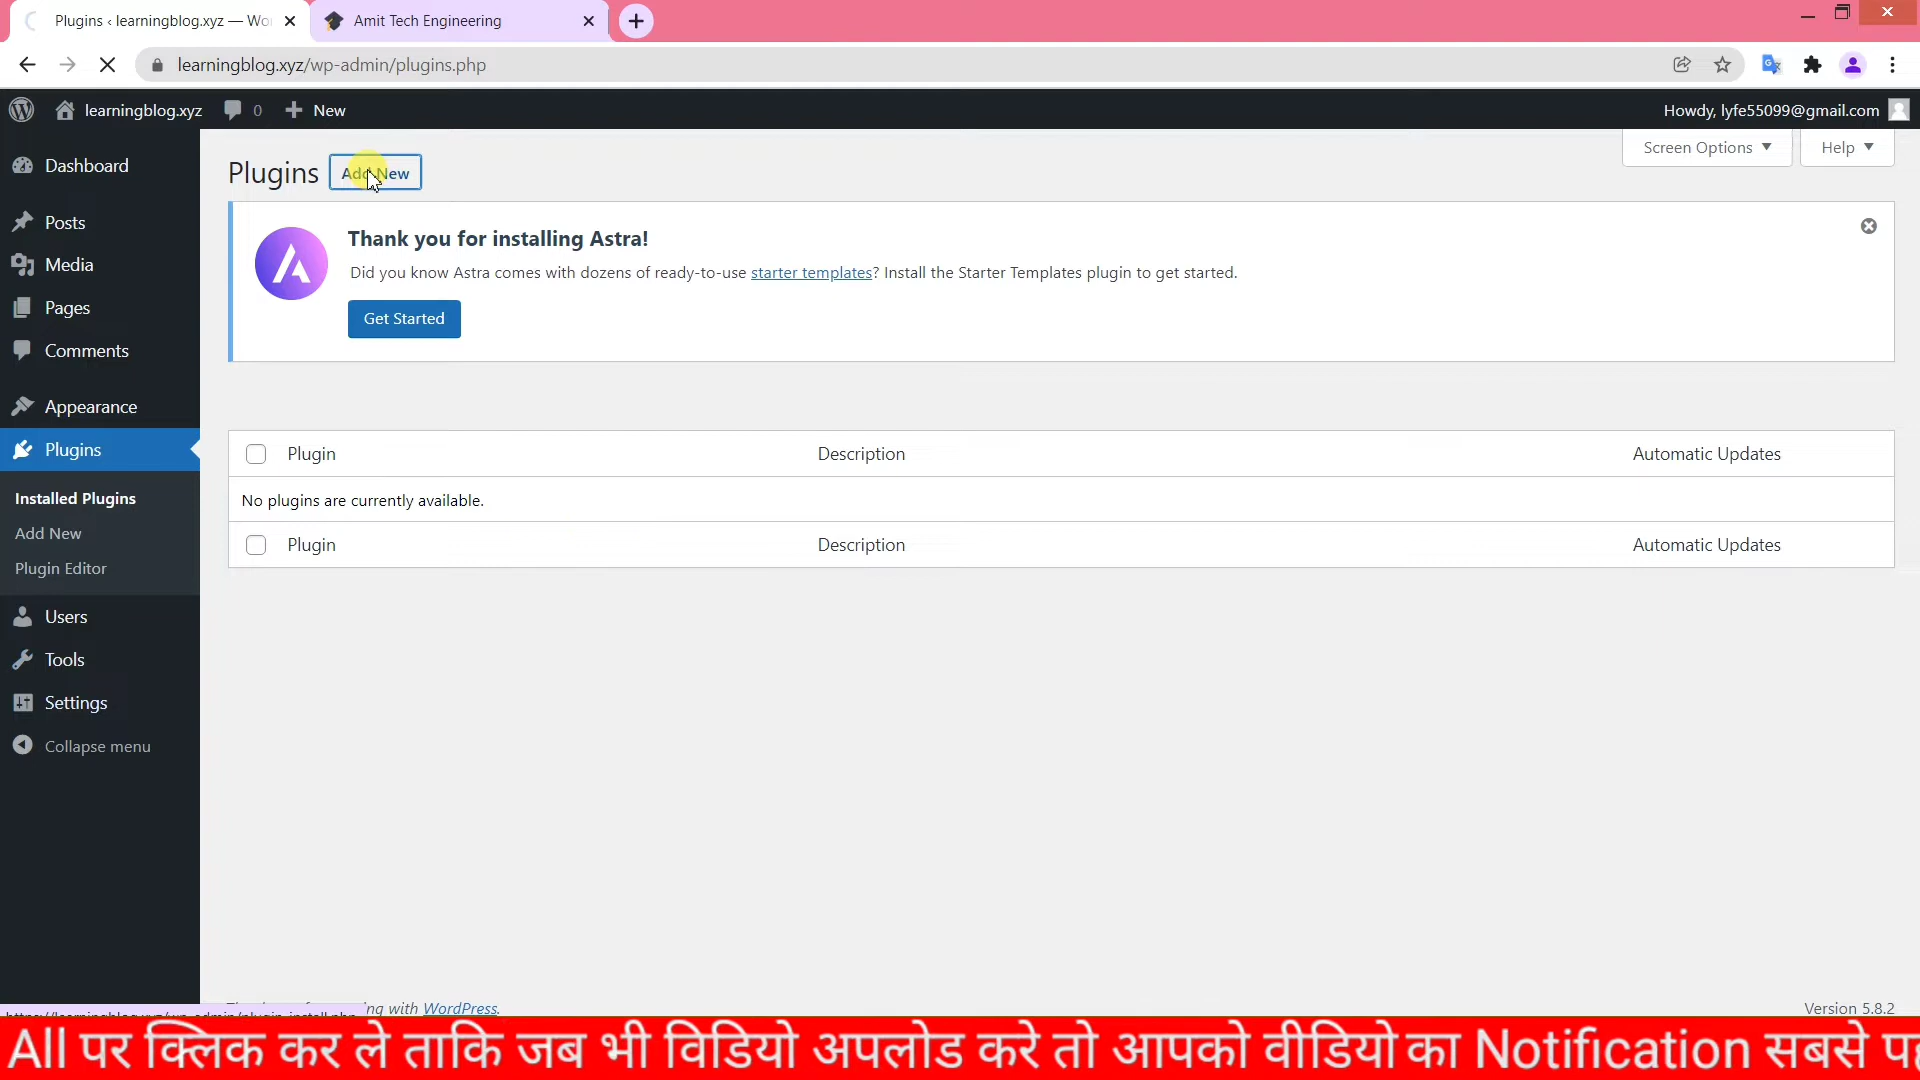 Plugins ‹ learningblog.xyz — Wo
Amit Tech Engineering
learningblog.xyz/wp-admin/plugins.php
learningblog.xyz
0
New
Howdy, lyfe55099@gmail.com
Dashboard
Posts
Media
Pages
Comments
Appearance
Plugins
Installed Plugins
Add New
Plugin Editor
Users
Tools
Settings
Collapse menu
Screen Options
Help
Plugins
Add New
Thank you for installing Astra!
Did you know Astra comes with dozens of ready-to-use starter templates? Install the Starter Templates plugin to get started.
Get Started
Plugin Description Automatic Updates
No plugins are currently available.
Plugin Description Automatic Updates
with WordPress.
Version 5.8.2
All पर क्लिक कर ले ताकि जब भी विडियो अपलोड करे तो आपको वीडियो का Notification सबसे